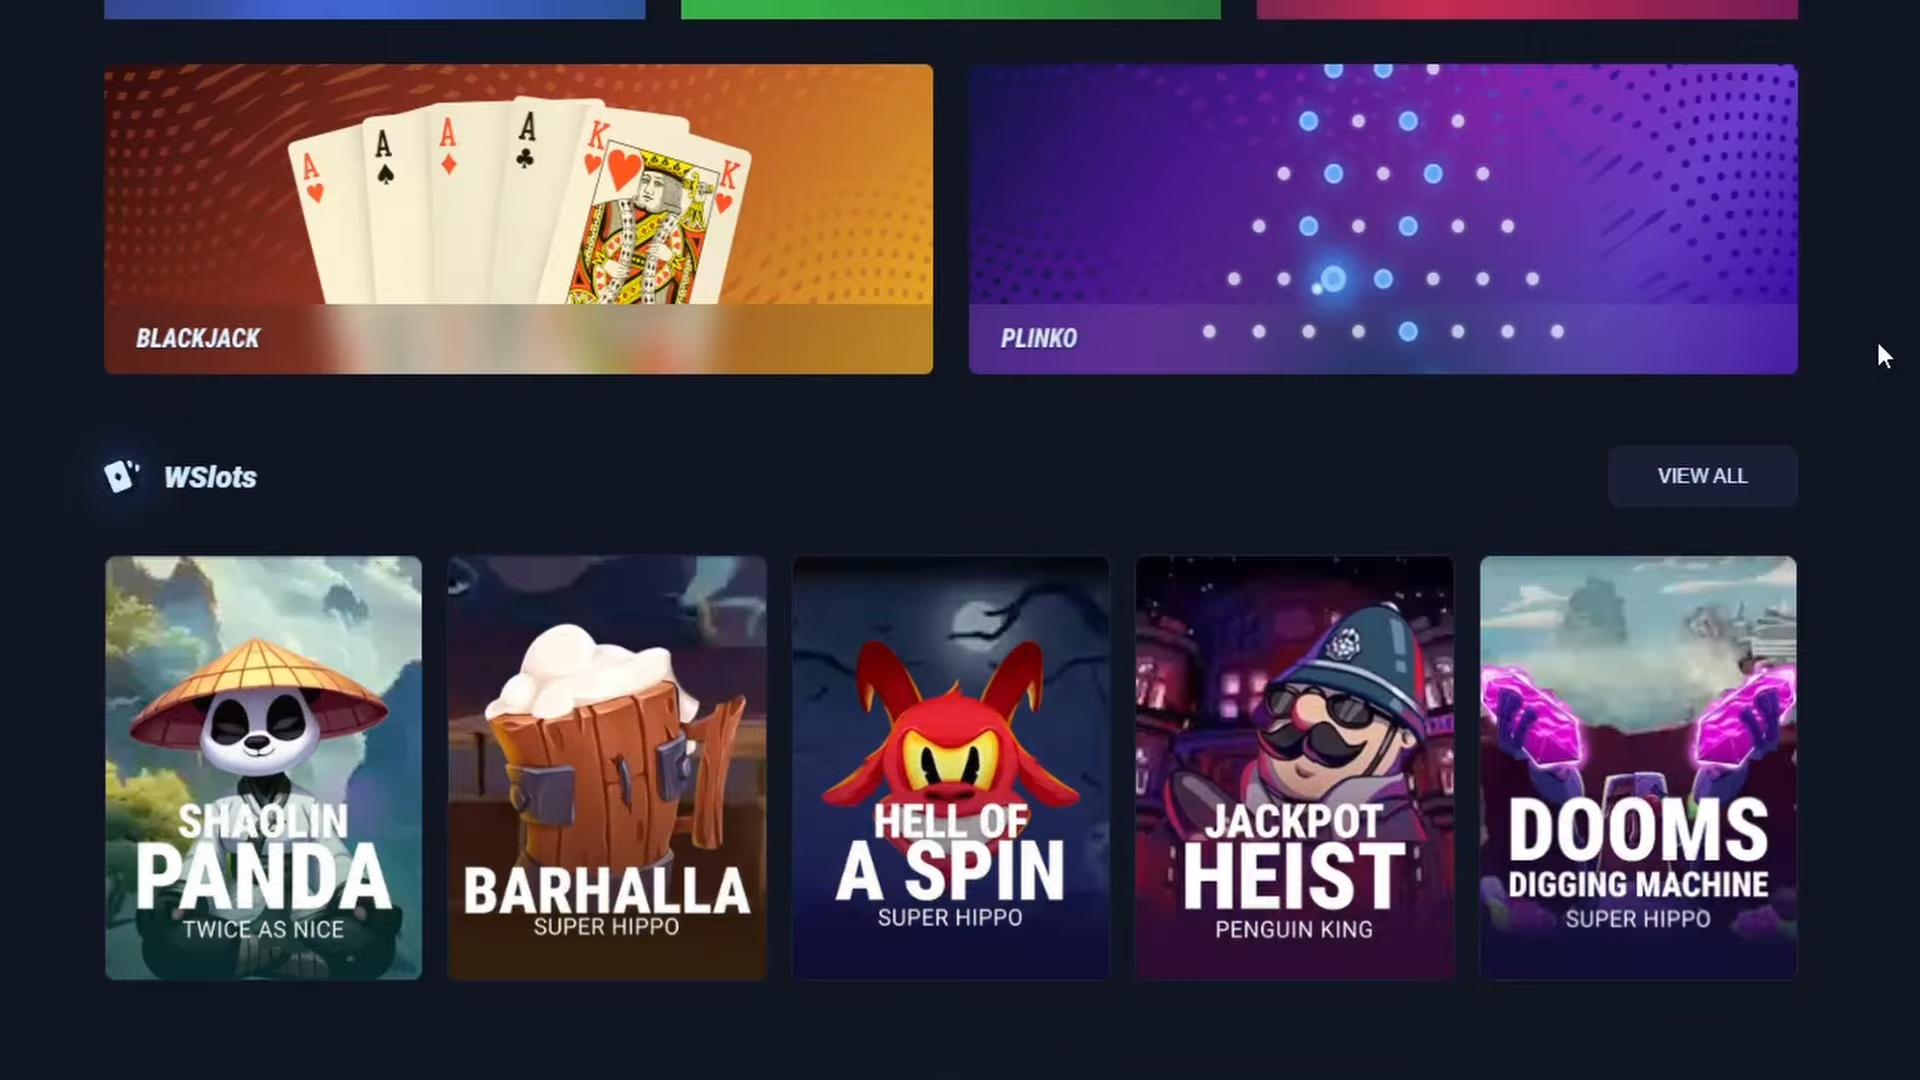 A
A
A
A
K
K
BLACKJACK
PLINKO
WSlots
VIEW ALL
SHAOLIN
PANDA
TWICE AS NICE
BARHALLA
SUPER HIPPO
HELL OF
A SPIN
SUPER HIPPO
JACKPOT
HEIST
PENGUIN KING
DOOMS
DIGGING MACHINE
SUPER HIPPO